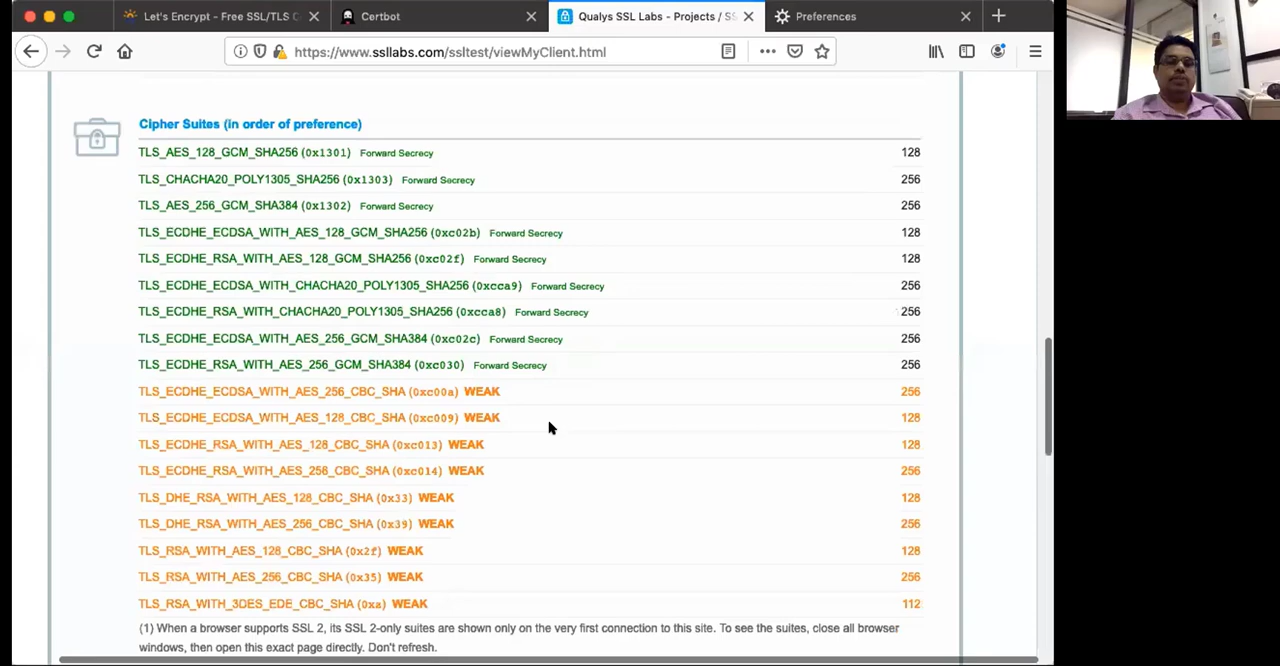 Let's Encrypt - Free SSL/TLS C
Certbot
Qualys SSL Labs - Projects / SS
Preferences
https://www.ssllabs.com/ssltest/viewMyClient.html
Cipher Suites (in order of preference)
TLS_AES_128_GCM_SHA256 (0x1301) Forward Secrecy 128
TLS_CHACHA20_POLY1305_SHA256 (0x1303) Forward Secrecy 256
TLS_AES_256_GCM_SHA384 (0x1302) Forward Secrecy 256
TLS_ECDHE_ECDSA_WITH_AES_128_GCM_SHA256 (0xc02b) Forward Secrecy 128
TLS_ECDHE_RSA_WITH_AES_128_GCM_SHA256 (0xc02f) Forward Secrecy 128
TLS_ECDHE_ECDSA_WITH_CHACHA20_POLY1305_SHA256 (0xcca9) Forward Secrecy 256
TLS_ECDHE_RSA_WITH_CHACHA20_POLY1305_SHA256 (0xcca8) Forward Secrecy 256
TLS_ECDHE_ECDSA_WITH_AES_256_GCM_SHA384 (0xc02c) Forward Secrecy 256
TLS_ECDHE_RSA_WITH_AES_256_GCM_SHA384 (0xc030) Forward Secrecy 256
TLS_ECDHE_ECDSA_WITH_AES_256_CBC_SHA (0xc00a) WEAK 256
TLS_ECDHE_ECDSA_WITH_AES_128_CBC_SHA (0xc009) WEAK 128
TLS_ECDHE_RSA_WITH_AES_128_CBC_SHA (0xc013) WEAK 128
TLS_ECDHE_RSA_WITH_AES_256_CBC_SHA (0xc014) WEAK 256
TLS_DHE_RSA_WITH_AES_128_CBC_SHA (0x33) WEAK 128
TLS_DHE_RSA_WITH_AES_256_CBC_SHA (0x39) WEAK 256
TLS_RSA_WITH_AES_128_CBC_SHA (0x2f) WEAK 128
TLS_RSA_WITH_AES_256_CBC_SHA (0x35) WEAK 256
TLS_RSA_WITH_3DES_EDE_CBC_SHA (0xa) WEAK 112
(1) When a browser supports SSL 2, its SSL 2-only suites are shown only on the very first connection to this site. To see the suites, close all browser
windows, then open this exact page directly. Don't refresh.